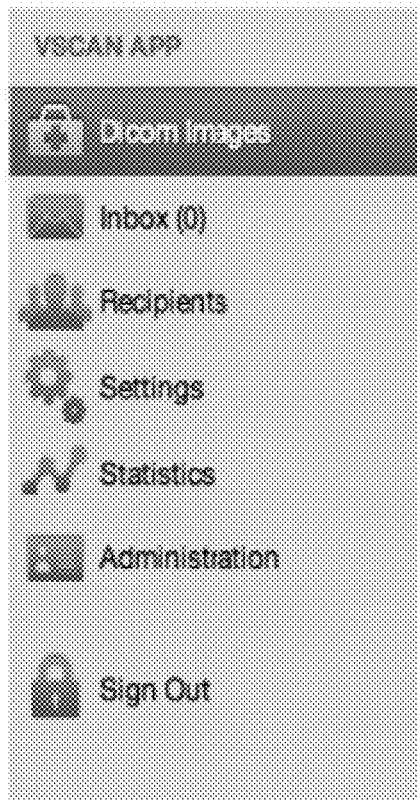 VSCAN APP
Dicom Images
Inbox (0)
Recipients
Settings
Statistics
Administration
Sign Out